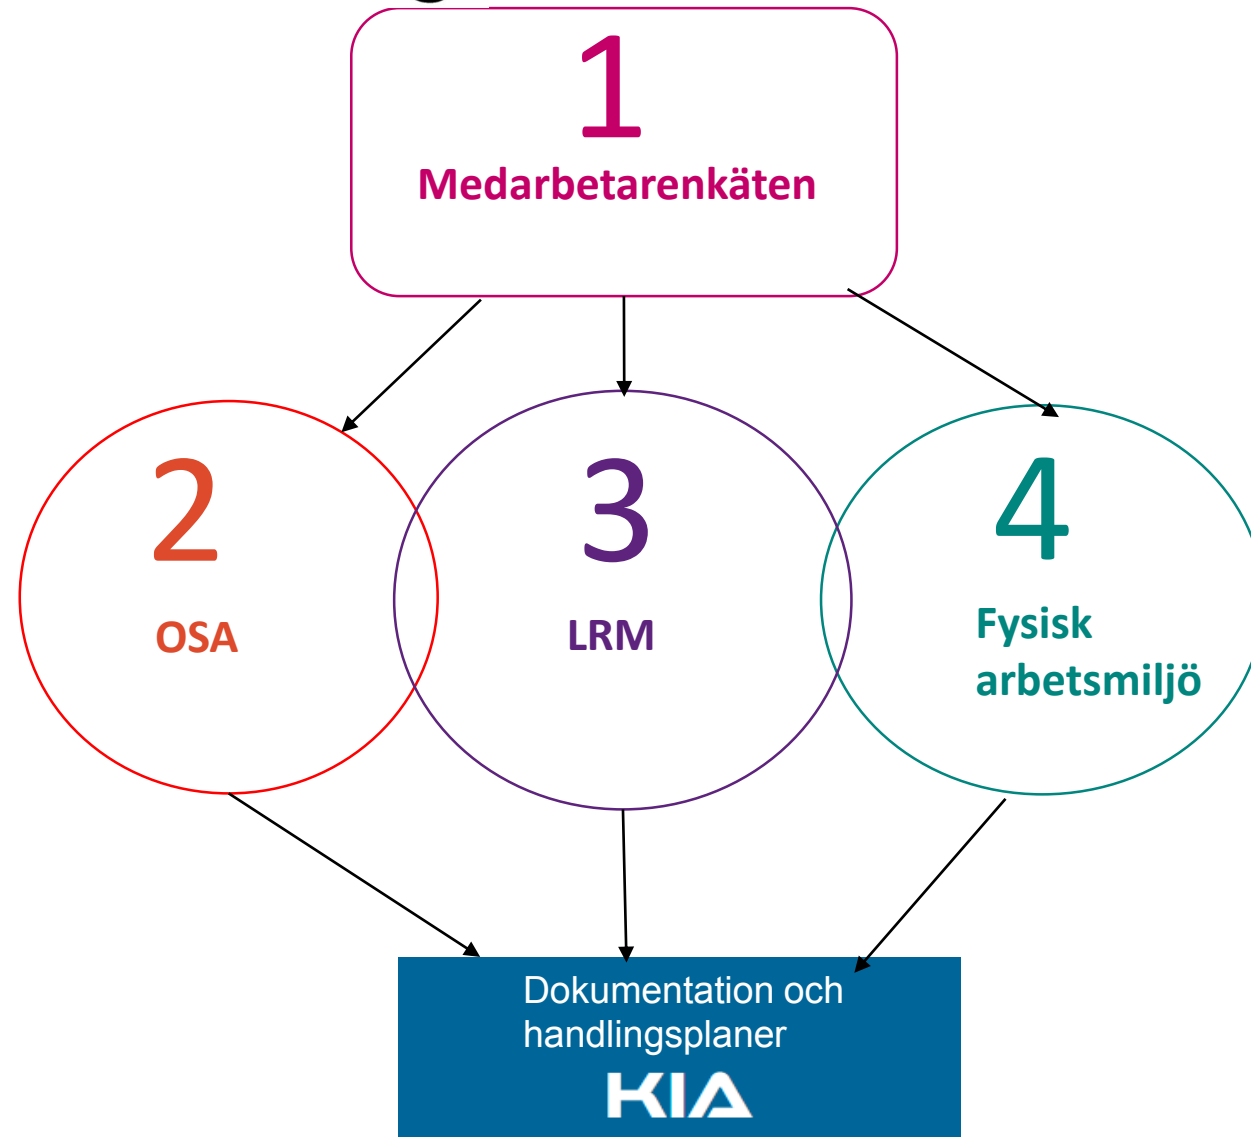 1
Medarbetarenkäten
2
OSA
3
LRM
4
Fysisk
arbetsmiljö
Dokumentation och
handlingsplaner
KIA